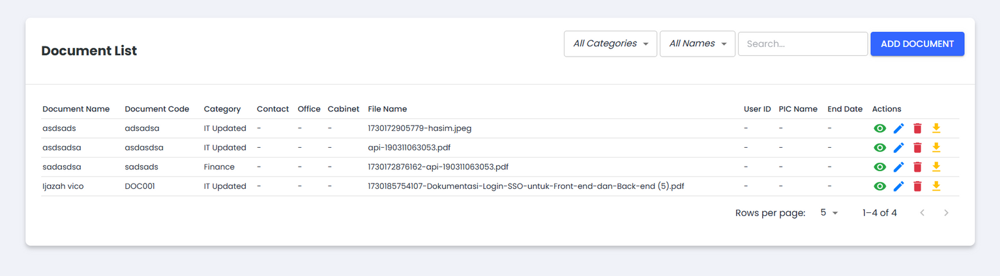 Document List
All Categories All Names Search... ADD DOCUMENT
Document Name Document Code Category Contact Office Cabinet File Name User ID PIC Name End Date Actions
asdsads adsadsa IT Updated - - - 1730172905779-hasim.jpeg - - -
asdsadsa asdasdsa IT Updated - - - api-190311063053.pdf - - -
sadasdsa sadsads Finance - - - 1730172876162-api-190311063053.pdf - - -
Ijazah vico DOC001 IT Updated - - - 1730185754107-Dokumentasi-Login-SSO-untuk-Front-end-dan-Back-end (5).pdf - - -
Rows per page: 5 1–4 of 4